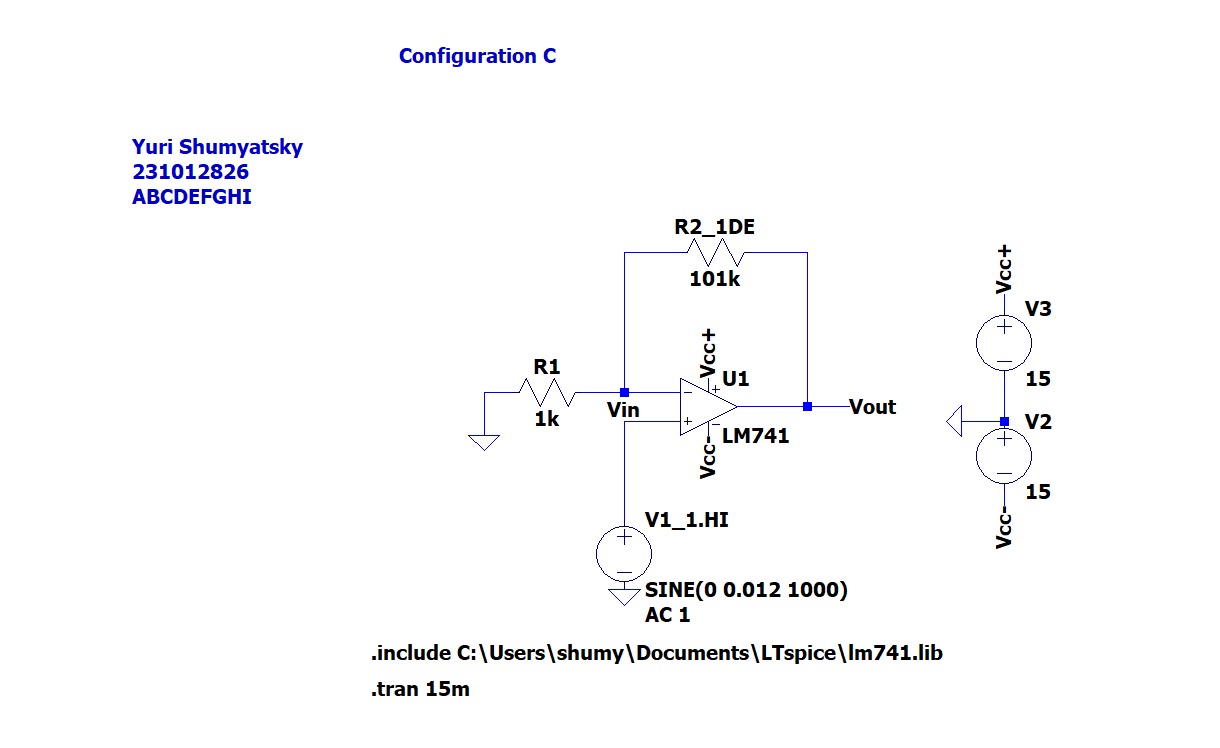 Configuration C
Yuri Shumyatsky
231012826
ABCDEFGHI
R2_1DE
101k
Vcc+
V3
15
R1
1k
Vin
Vcc+
U1
LM741
Vcc-
Vout
V2
15
Vcc-
V1_1.HI
SINE(0 0.012 1000)
AC 1
.include C:\Users\shumy\Documents\LTspice\lm741.lib
.tran 15m